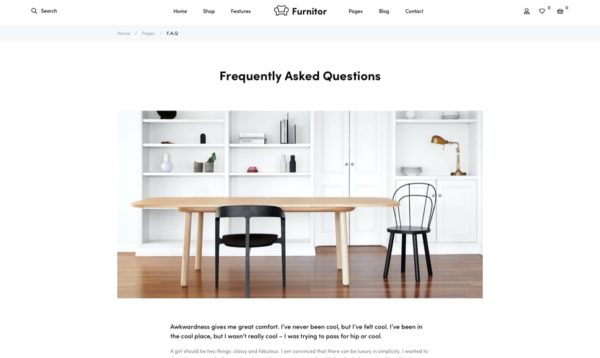 Search
Home Shop Features Furnitor Pages Blog Contact 0 0
Home / Pages / F.A.Q
Frequently Asked Questions
Awkwardness gives me great comfort. I've never been cool, but I've felt cool. I've been in
the cool place, but I wasn't really cool – I was trying to pass for hip or cool.
A girl should be two things: classy and fabulous. I am convinced that there can be luxury in simplicity. I wanted to